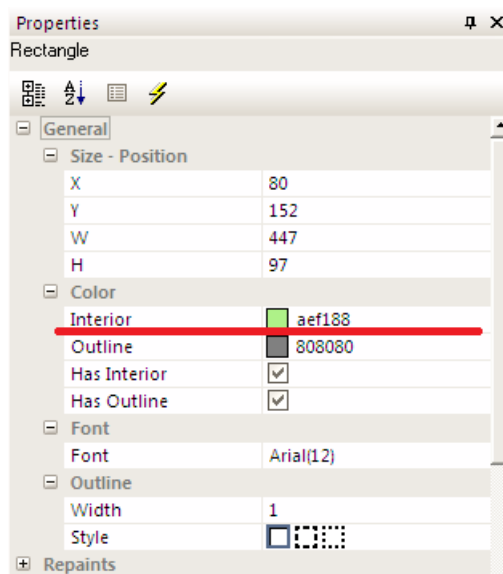 Properties
Rectangle
General
Size - Position
X 80
Y 152
W 447
H 97
Color
Interior aef188
Outline 808080
Has Interior
Has Outline
Font
Font Arial(12)
Outline
Width 1
Style
Repaints